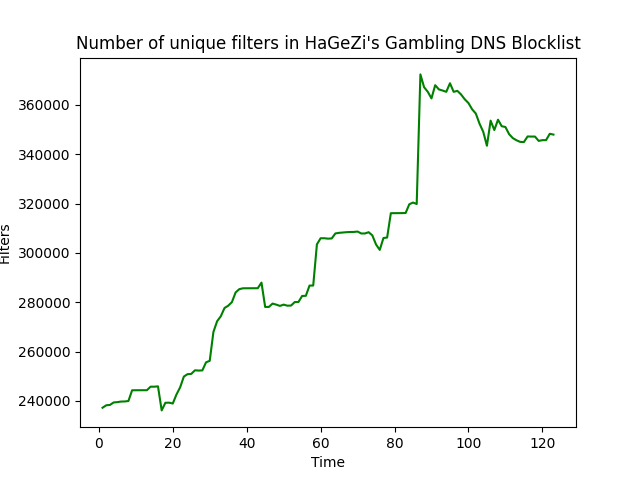 Number of unique filters in HaGeZi's Gambling DNS Blocklist
360000
340000
320000
300000
280000
260000
240000
Filters
0 20 40 60 80 100 120
Time